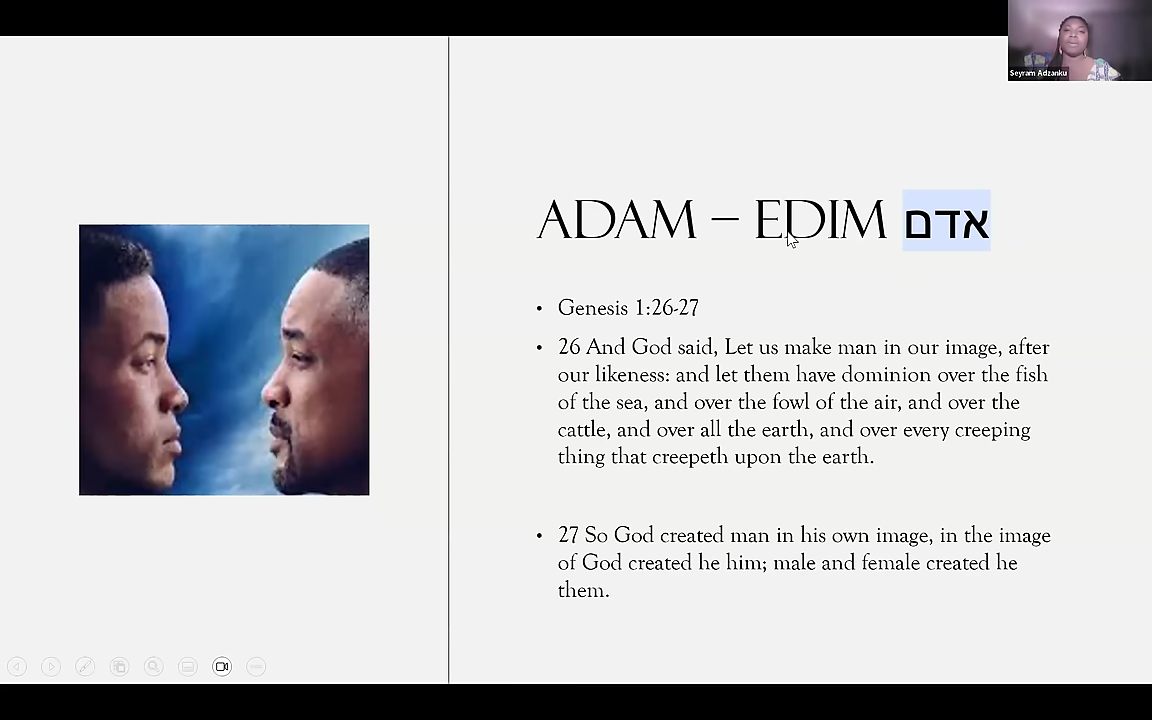 Seyram Adzanku
ADAM – EDIM אדם
• Genesis 1:26-27
• 26 And God said, Let us make man in our image, after
our likeness: and let them have dominion over the fish
of the sea, and over the fowl of the air, and over the
cattle, and over all the earth, and over every creeping
thing that creepeth upon the earth.
• 27 So God created man in his own image, in the image
of God created he him; male and female created he
them.